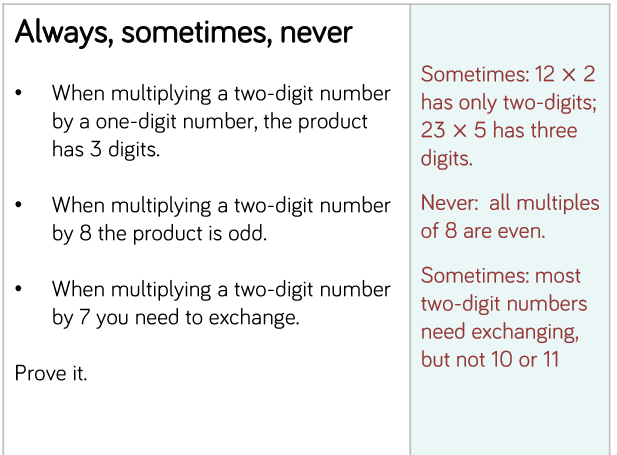 Always, sometimes, never
• When multiplying a two-digit number
by a one-digit number, the product
has 3 digits.
• When multiplying a two-digit number
by 8 the product is odd.
• When multiplying a two-digit number
by 7 you need to exchange.
Prove it.
Sometimes: 12 × 2
has only two-digits;
23 × 5 has three
digits.
Never: all multiples
of 8 are even.
Sometimes: most
two-digit numbers
need exchanging,
but not 10 or 11